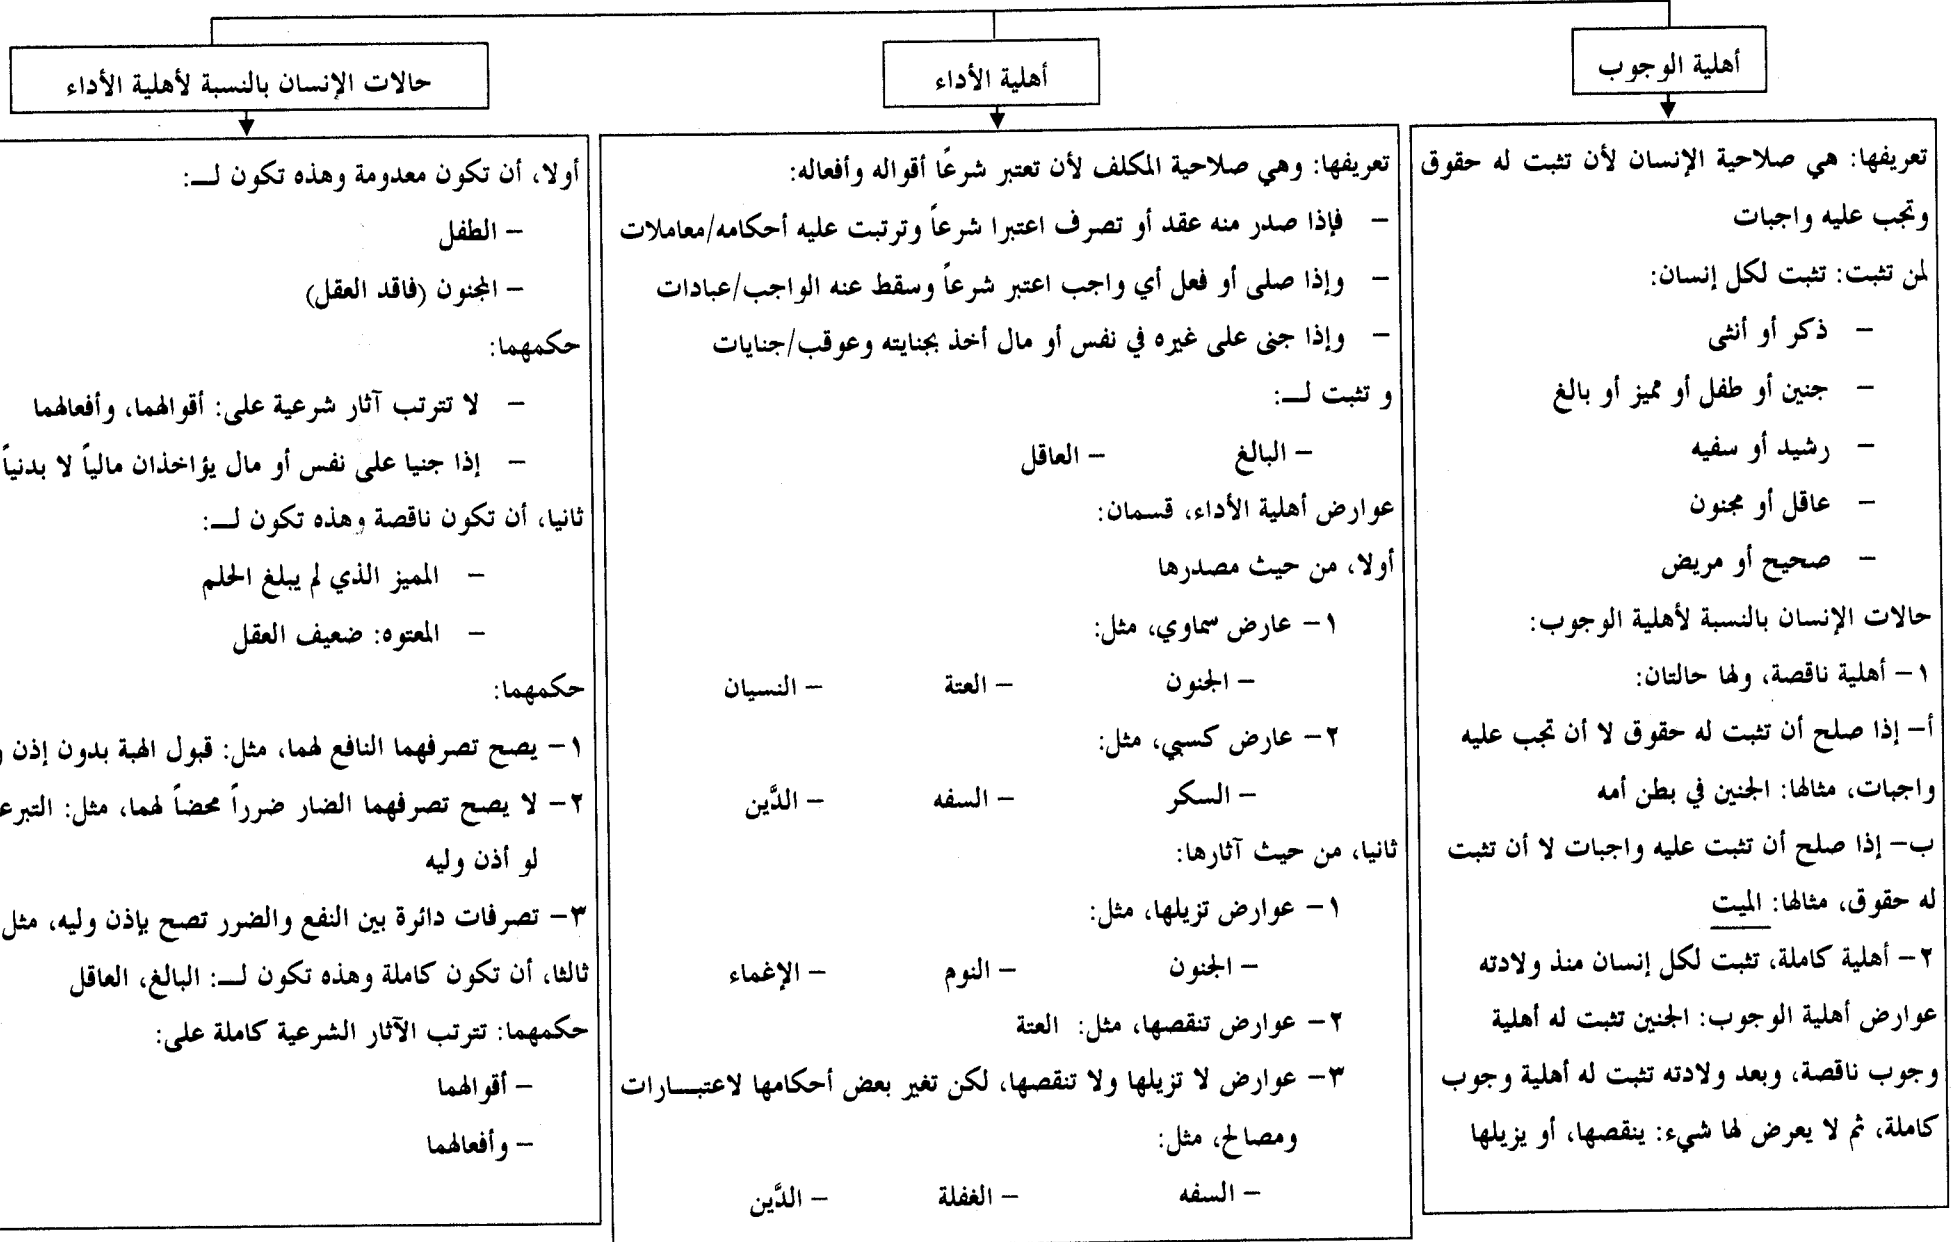 أهلية الوجوب
تعريفها: هي صلاحية الإنسان لأن تثبت له حقوق
وتجب عليه واجبات
لمن تثبت: تثبت لكل إنسان:
– ذكر أو أنثى
– جنين أو طفل أو مميز أو بالغ
– رشيد أو سفيه
– عاقل أو مجنون
– صحيح أو مريض
حالات الإنسان بالنسبة لأهلية الوجوب:
١– أهلية ناقصة، ولها حالتان:
أ– إذا صلح أن تثبت له حقوق لا أن تجب عليه
واجبات، مثالها: الجنين في بطن أمه
ب– إذا صلح أن تثبت عليه واجبات لا أن تثبت
له حقوق، مثالها: الميت
٢– أهلية كاملة، تثبت لكل إنسان منذ ولادته
عوارض أهلية الوجوب: الجنين تثبت له أهلية
وجوب ناقصة، وبعد ولادته تثبت له أهلية وجوب
كاملة، ثم لا يعرض لها شيء: ينقصها، أو يزيلها
أهلية الأداء
تعريفها: وهي صلاحية المكلف لأن تعتبر شرعًا أقواله وأفعاله:
– فإذا صدر منه عقد أو تصرف اعتبرا شرعاً وترتبت عليه أحكامه/معاملات
– وإذا صلى أو فعل أي واجب اعتبر شرعاً وسقط عنه الواجب/عبادات
– وإذا جنى على غيره في نفس أو مال أخذ بجنايته وعوقب/جنايات
و تثبت لــ:
– البالغ – العاقل
عوارض أهلية الأداء، قسمان:
أولا، من حيث مصدرها
١– عارض سماوي، مثل:
– الجنون – العتة – النسيان
٢– عارض كسبي، مثل:
– السكر – السفه – الدَّين
ثانيا، من حيث آثارها:
١– عوارض تزيلها، مثل:
– الجنون – النوم – الإغماء
٢– عوارض تنقصها، مثل: العتة
٣– عوارض لا تزيلها ولا تنقصها، لكن تغير بعض أحكامها لاعتبــارات
ومصالح، مثل:
– السفه – الغفلة – الدَّين
حالات الإنسان بالنسبة لأهلية الأداء
أولا، أن تكون معدومة وهذه تكون لــ:
– الطفل
– المجنون (فاقد العقل)
حكمهما:
– لا تترتب آثار شرعية على: أقوالهما، وأفعالهما
– إذا جنيا على نفس أو مال يؤاخذان مالياً لا بدنياً
ثانيا، أن تكون ناقصة وهذه تكون لــ:
– المميز الذي لم يبلغ الحلم
– المعتوه: ضعيف العقل
حكمهما:
١– يصح تصرفهما النافع لهما، مثل: قبول الهبة بدون إذن
٢– لا يصح تصرفهما الضار ضرراً محضاً لهما، مثل:
لو أذن وليه
٣– تصرفات دائرة بين النفع والضرر تصح بإذن وليه، مثل
ثالثا، أن تكون كاملة وهذه تكون لــ: البالغ، العاقل
حكمهما: تترتب الآثار الشرعية كاملة على:
– أقوالهما
– وأفعالهما